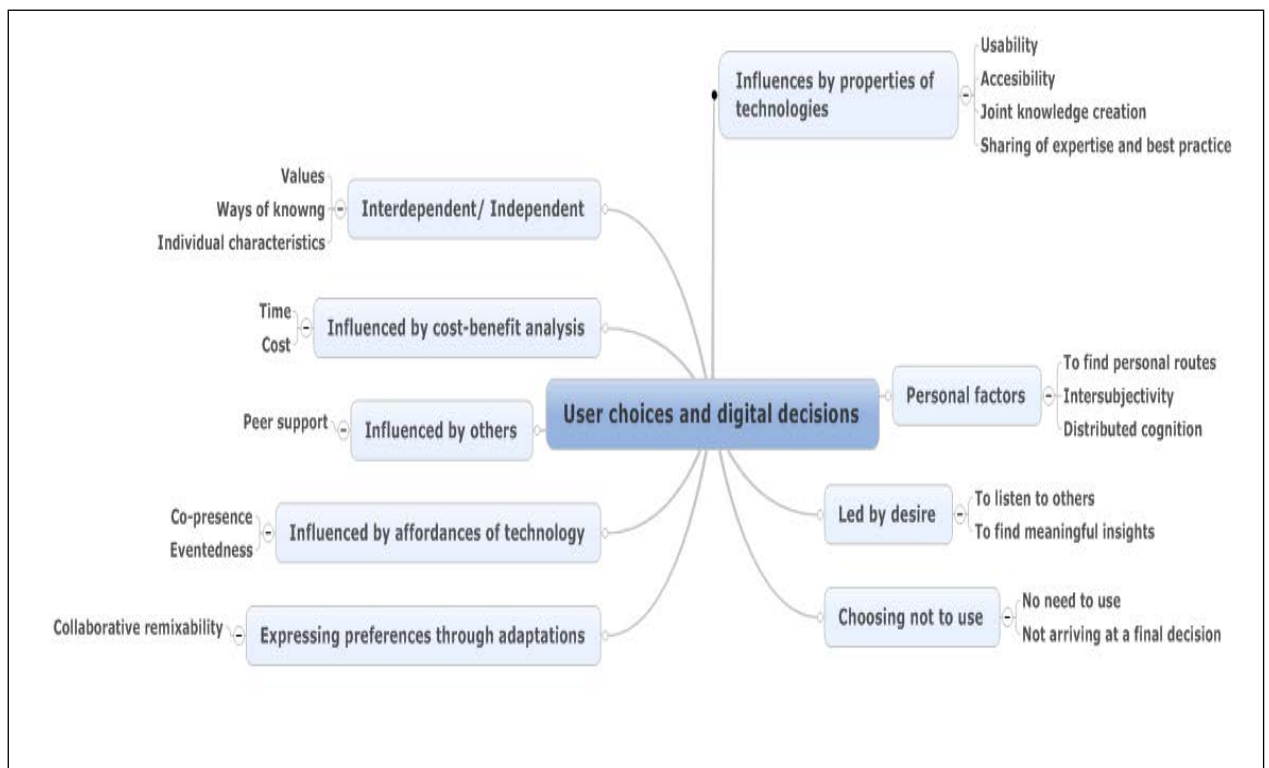 User choices and digital decisions
Influences by properties of
technologies
Usability
Accesibility
Joint knowledge creation
Sharing of expertise and best practice
Personal factors
To find personal routes
Intersubjectivity
Distributed cognition
Led by desire
To listen to others
To find meaningful insights
Choosing not to use
No need to use
Not arriving at a final decision
Interdependent/ Independent
Values
Ways of knowng
Individual characteristics
Influenced by cost-benefit analysis
Time
Cost
Influenced by others
Peer support
Influenced by affordances of technology
Co-presence
Eventedness
Expressing preferences through adaptations
Collaborative remixability